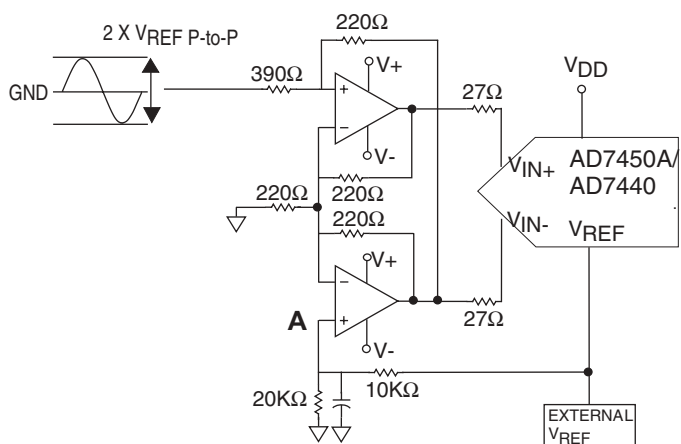 2 X VREF P-to-P
220Ω
390Ω
V+
GND
+
−
V-
27Ω
VDD
VIN+
AD7450A/
AD7440
220Ω
220Ω
220Ω
VIN-
VREF
V+
−
A
+
V-
27Ω
20KΩ
10KΩ
EXTERNAL
VREF